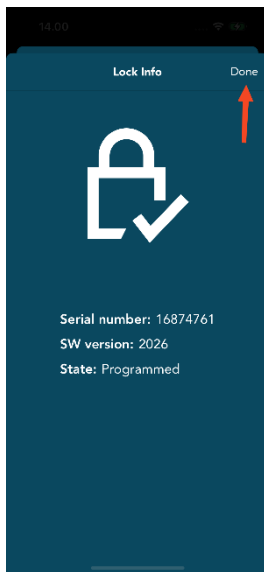 14.00
Lock Info
Done
Serial number: 16874761
SW version: 2026
State: Programmed